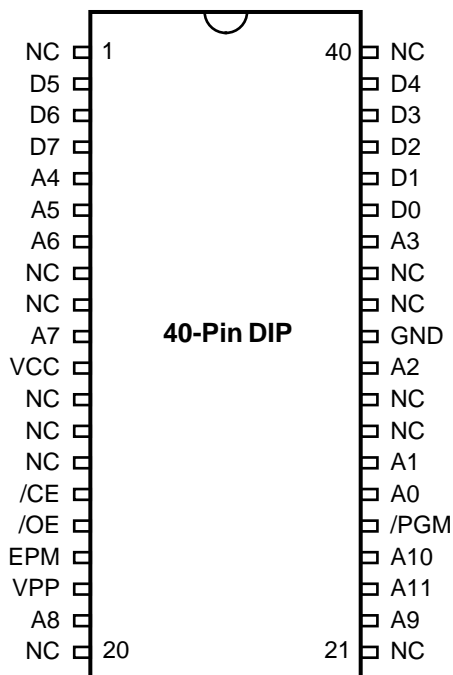 NC 1 40 NC
D5 D4
D6 D3
D7 D2
A4 D1
A5 D0
A6 A3
NC NC
NC NC
A7 40-Pin DIP GND
VCC A2
NC NC
NC NC
NC A1
/CE A0
/OE /PGM
EPM A10
VPP A11
A8 A9
NC 20 21 NC